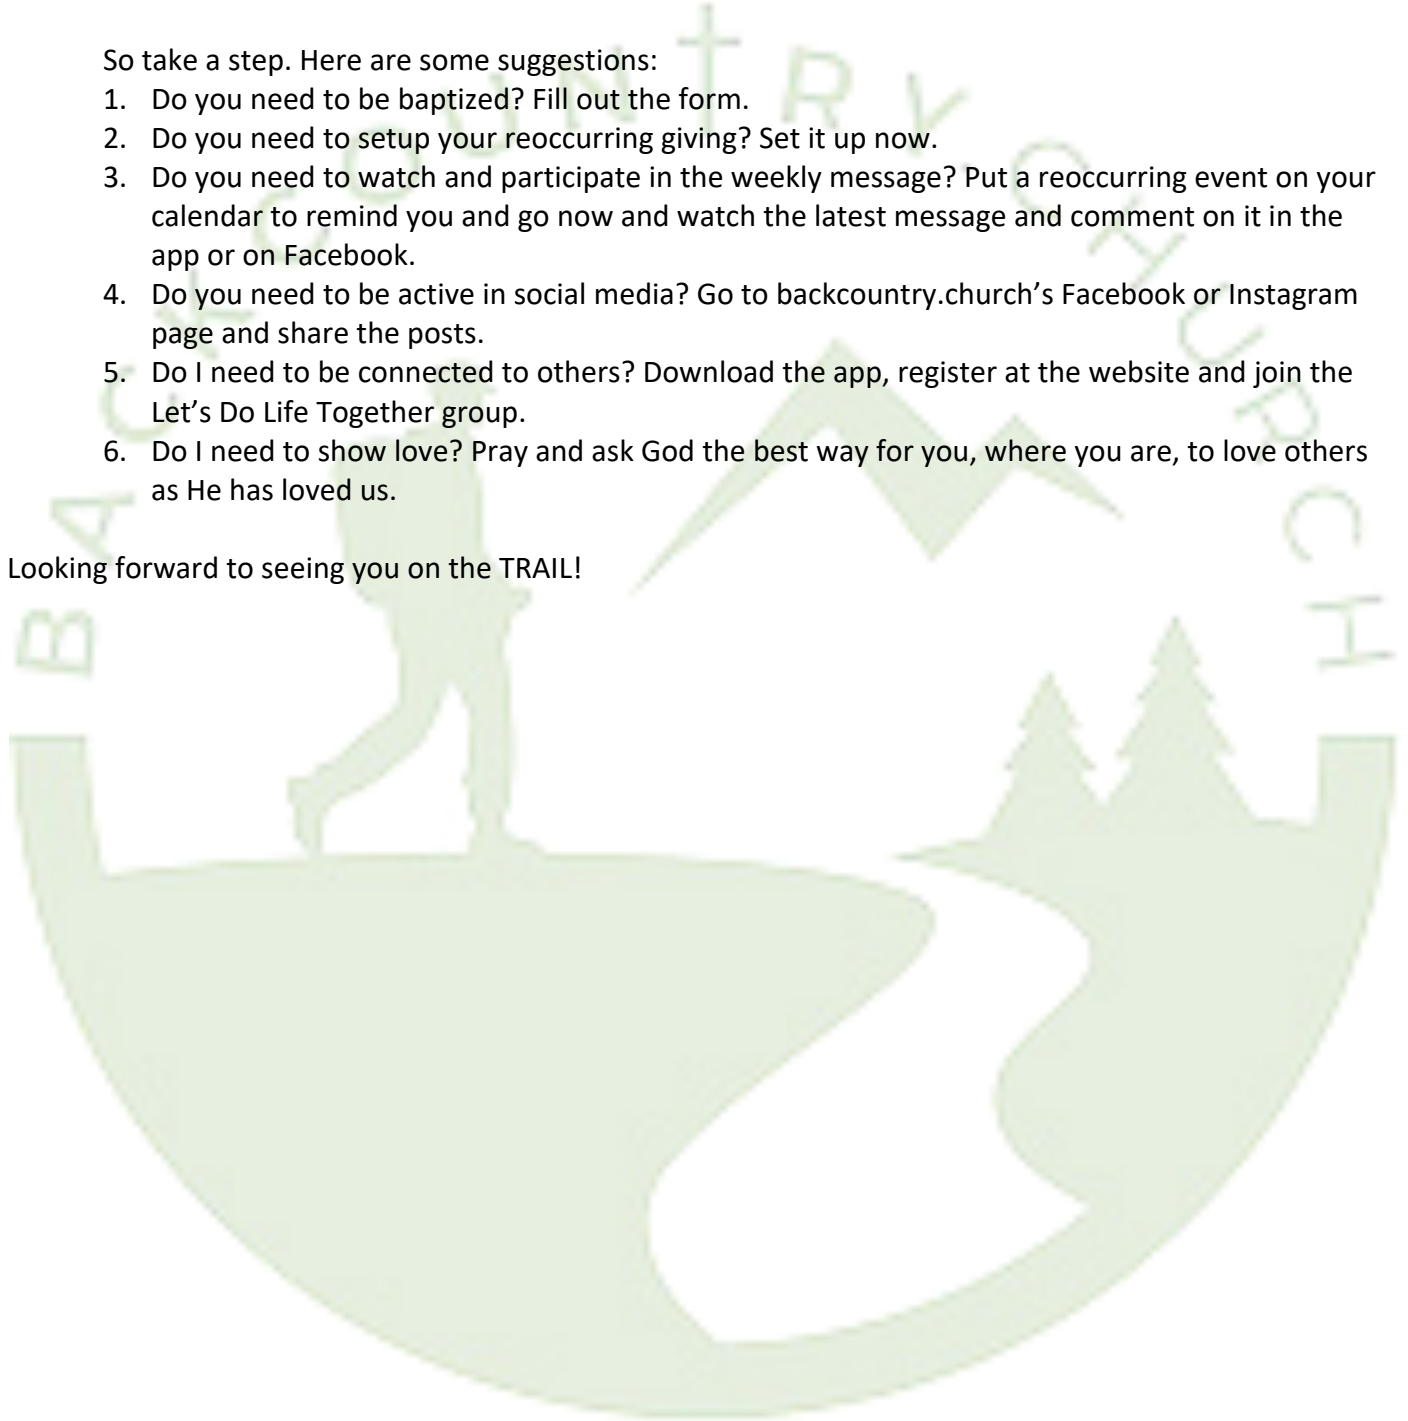 BACKCOUNTRY.CHURCH
So take a step. Here are some suggestions:
1. Do you need to be baptized? Fill out the form.
2. Do you need to setup your reoccurring giving? Set it up now.
3. Do you need to watch and participate in the weekly message? Put a reoccurring event on your
calendar to remind you and go now and watch the latest message and comment on it in the
app or on Facebook.
4. Do you need to be active in social media? Go to backcountry.church’s Facebook or Instagram
page and share the posts.
5. Do I need to be connected to others? Download the app, register at the website and join the
Let’s Do Life Together group.
6. Do I need to show love? Pray and ask God the best way for you, where you are, to love others
as He has loved us.
Looking forward to seeing you on the TRAIL!